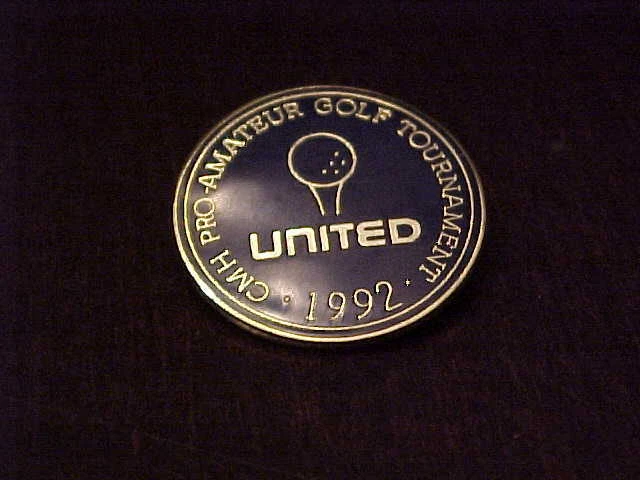 CMH PRO-AMATEUR GOLF TOURNAMENT
UNITED
· 1992 ·